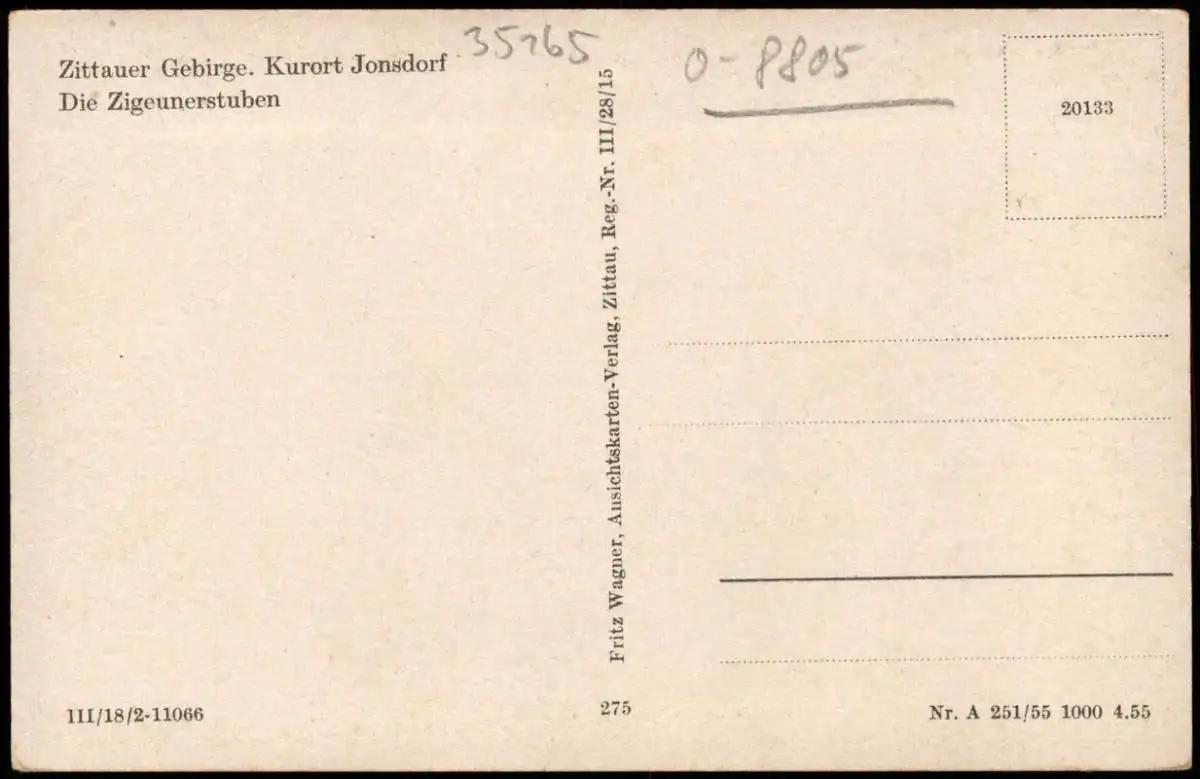 Zittauer Gebirge. Kurort Jonsdorf
Die Zigeunerstuben
35165
0-8805
20133
Fritz Wagner, Ansichtskarten-Verlag, Zittau, Reg.-Nr. III/28/15
III/18/2-11066
275
Nr. A 251/55 1000 4.55